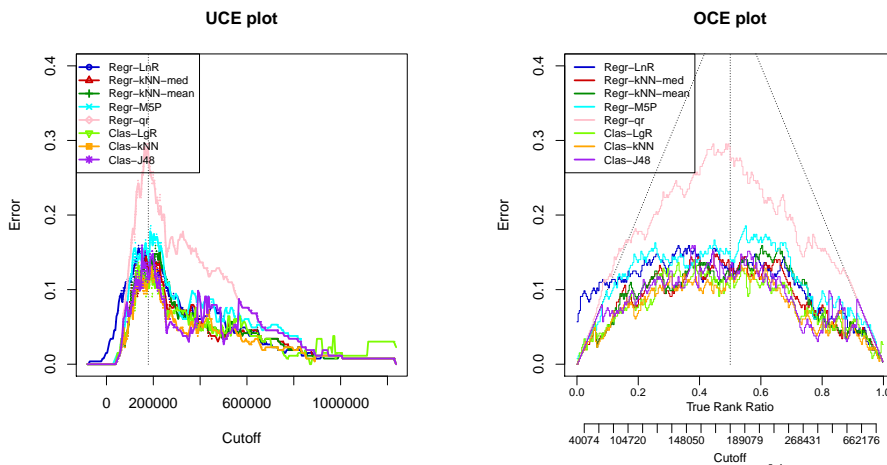 UCE plot
Error
0.0 0.1 0.2 0.3 0.4
Regr−LnR
Regr−kNN−med
Regr−kNN−mean
Regr−M5P
Regr−qr
Clas−LgR
Clas−kNN
Clas−J48
0 200000 600000 1000000
Cutoff
OCE plot
Error
0.0 0.1 0.2 0.3 0.4
Regr−LnR
Regr−kNN−med
Regr−kNN−mean
Regr−M5P
Regr−qr
Clas−LgR
Clas−kNN
Clas−J48
0.0 0.2 0.4 0.6 0.8 1.0
True Rank Ratio
40074 104720 148050 189079 268431 662176
Cutoff